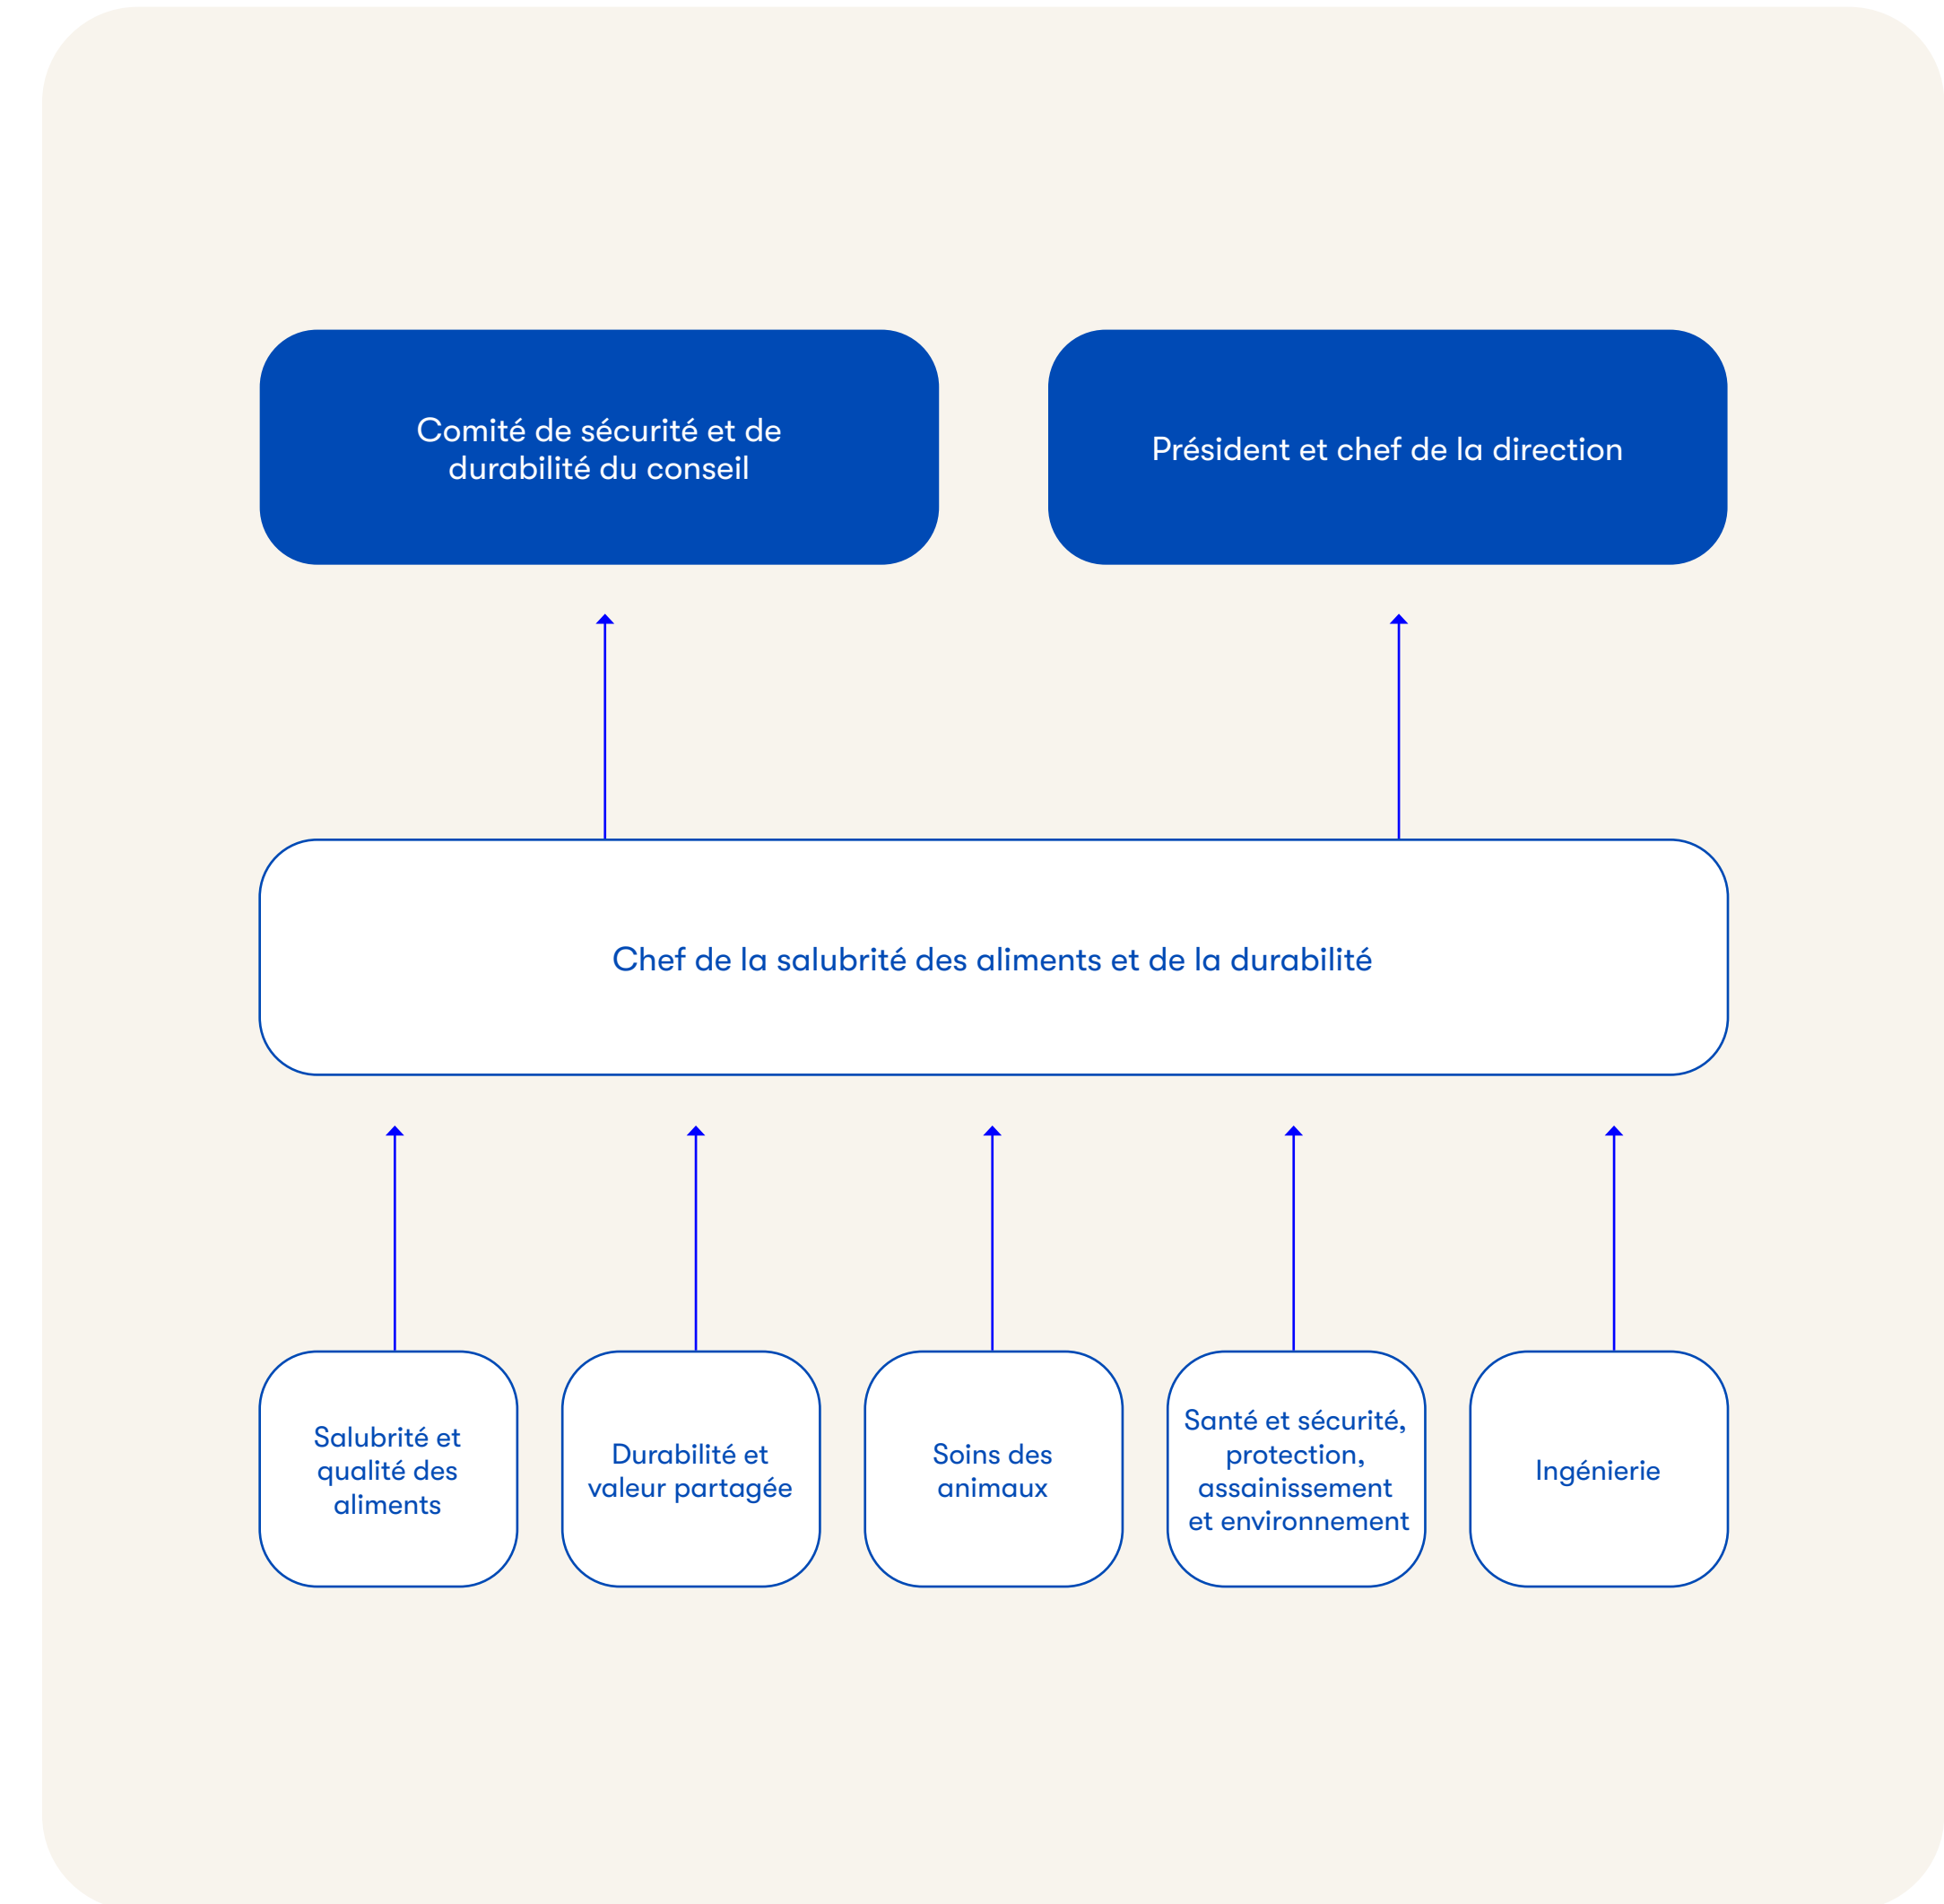 Comité de sécurité et de
durabilité du conseil
Président et chef de la direction
Chef de la salubrité des aliments et de la durabilité
Salubrité et
qualité des
aliments
Durabilité et
valeur partagée
Soins des
animaux
Santé et sécurité,
protection,
assainissement
et environnement
Ingénierie